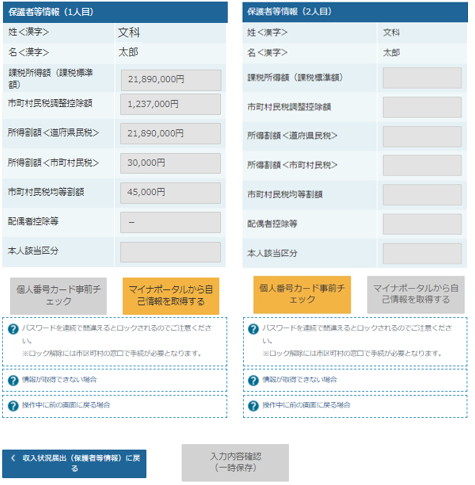 保護者等情報（1人目）
姓＜漢字＞ 文科
名＜漢字＞ 太郎
課税所得額（課税標準
額） 21,890,000円
市町村民税調整控除額 1,237,000円
所得割額＜道府県民税＞ 21,890,000円
所得割額＜市町村民税＞ 30,000円
市町村民税均等割額 45,000円
配偶者控除等 －
本人該当区分
個人番号カード事前チ
ェック
マイナポータルから自
己情報を取得する
パスワードを連続で間違えるとロックされるのでご注意くださ
い。
※ロック解除には市区町村の窓口で手続が必要となります。
情報が取得できない場合
操作中に前の画面に戻る場合
保護者等情報（2人目）
姓＜漢字＞ 文科
名＜漢字＞ 太郎
課税所得額（課税標準額）
市町村民税調整控除額
所得割額＜道府県民税＞
所得割額＜市町村民税＞
市町村民税均等割額
配偶者控除等
本人該当区分
個人番号カード事前チ
ェック
マイナポータルから自
己情報を取得する
パスワードを連続で間違えるとロックされるのでご注意くださ
い。
※ロック解除には市区町村の窓口で手続が必要となります。
情報が取得できない場合
操作中に前の画面に戻る場合
収入状況届出（保護者等情報）に戻
る
入力内容確認
（一時保存）